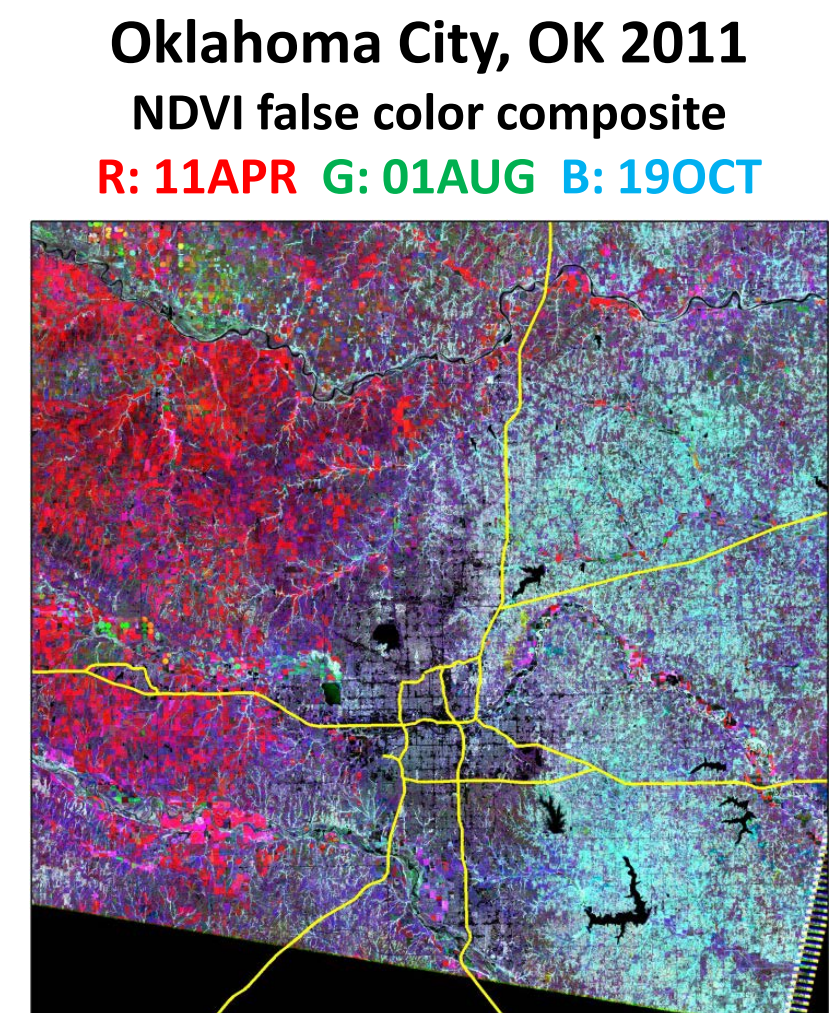 Oklahoma City, OK 2011
NDVI false color composite
R: 11APR G: 01AUG B: 19OCT